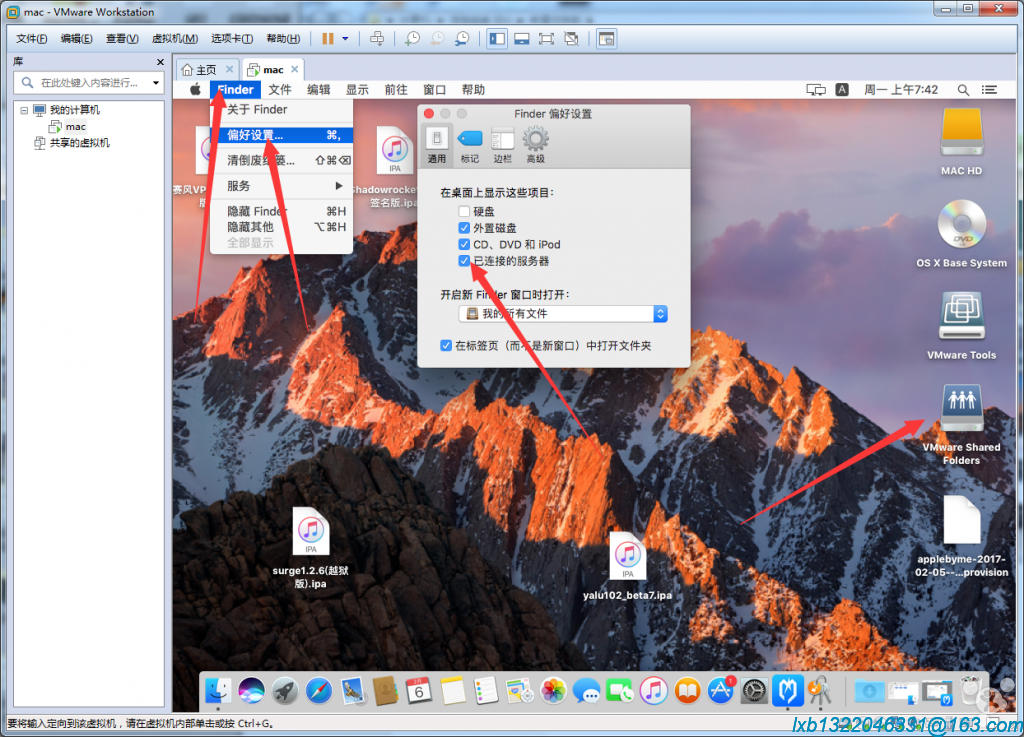 mac - VMware Workstation
文件(F) 编辑(E) 查看(V) 虚拟机(M) 选项卡(T) 帮助(H)
库
在此处键入内容进行...
我的计算机
mac
共享的虚拟机
主页
mac
Finder 文件 编辑 显示 前往 窗口 帮助
A 周一 上午7:42
关于 Finder
偏好设置... ⌘,
清倒废纸篓... ⇧⌘⌫
服务
隐藏 Finder ⌘H
隐藏其他 ⌥⌘H
全部显示
赛风VP
版
IPA
Shadowrocket
签名版.ipa
Finder 偏好设置
通用 标记 边栏 高级
在桌面上显示这些项目:
硬盘
外置磁盘
CD、DVD 和 iPod
已连接的服务器
开启新 Finder 窗口时打开:
我的所有文件
在标签页（而不是新窗口）中打开文件夹
MAC HD
DVD
OS X Base System
VMware Tools
VMware Shared
Folders
applebyme-2017-
02-05--...provision
IPA
surge1.2.6(越狱
版).ipa
IPA
yalu102_beta7.ipa
6
1
要将输入定向到该虚拟机，请在虚拟机内部单击或按 Ctrl+G。
lxb1322046331@163.com